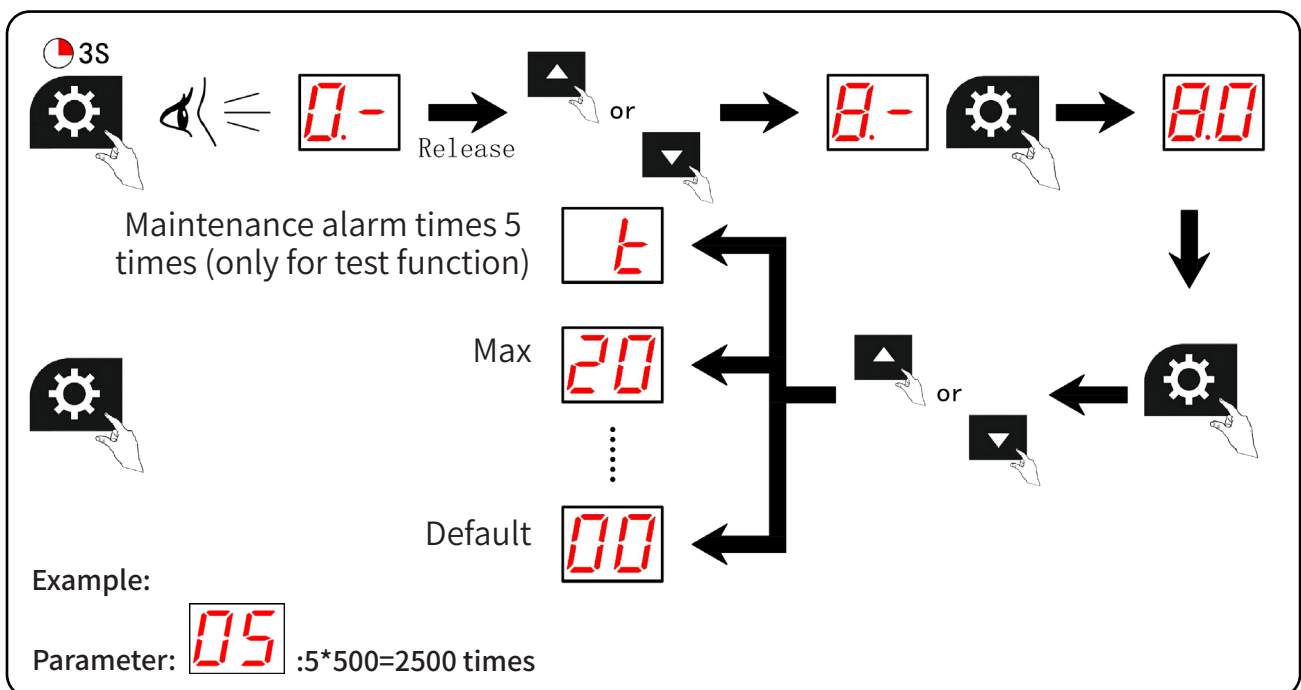 3S
0.-
Release
or
8.-
8.0
Maintenance alarm times 5
times (only for test function)
t
Max
20
or
Default
00
Example:
Parameter: 05 :5*500=2500 times